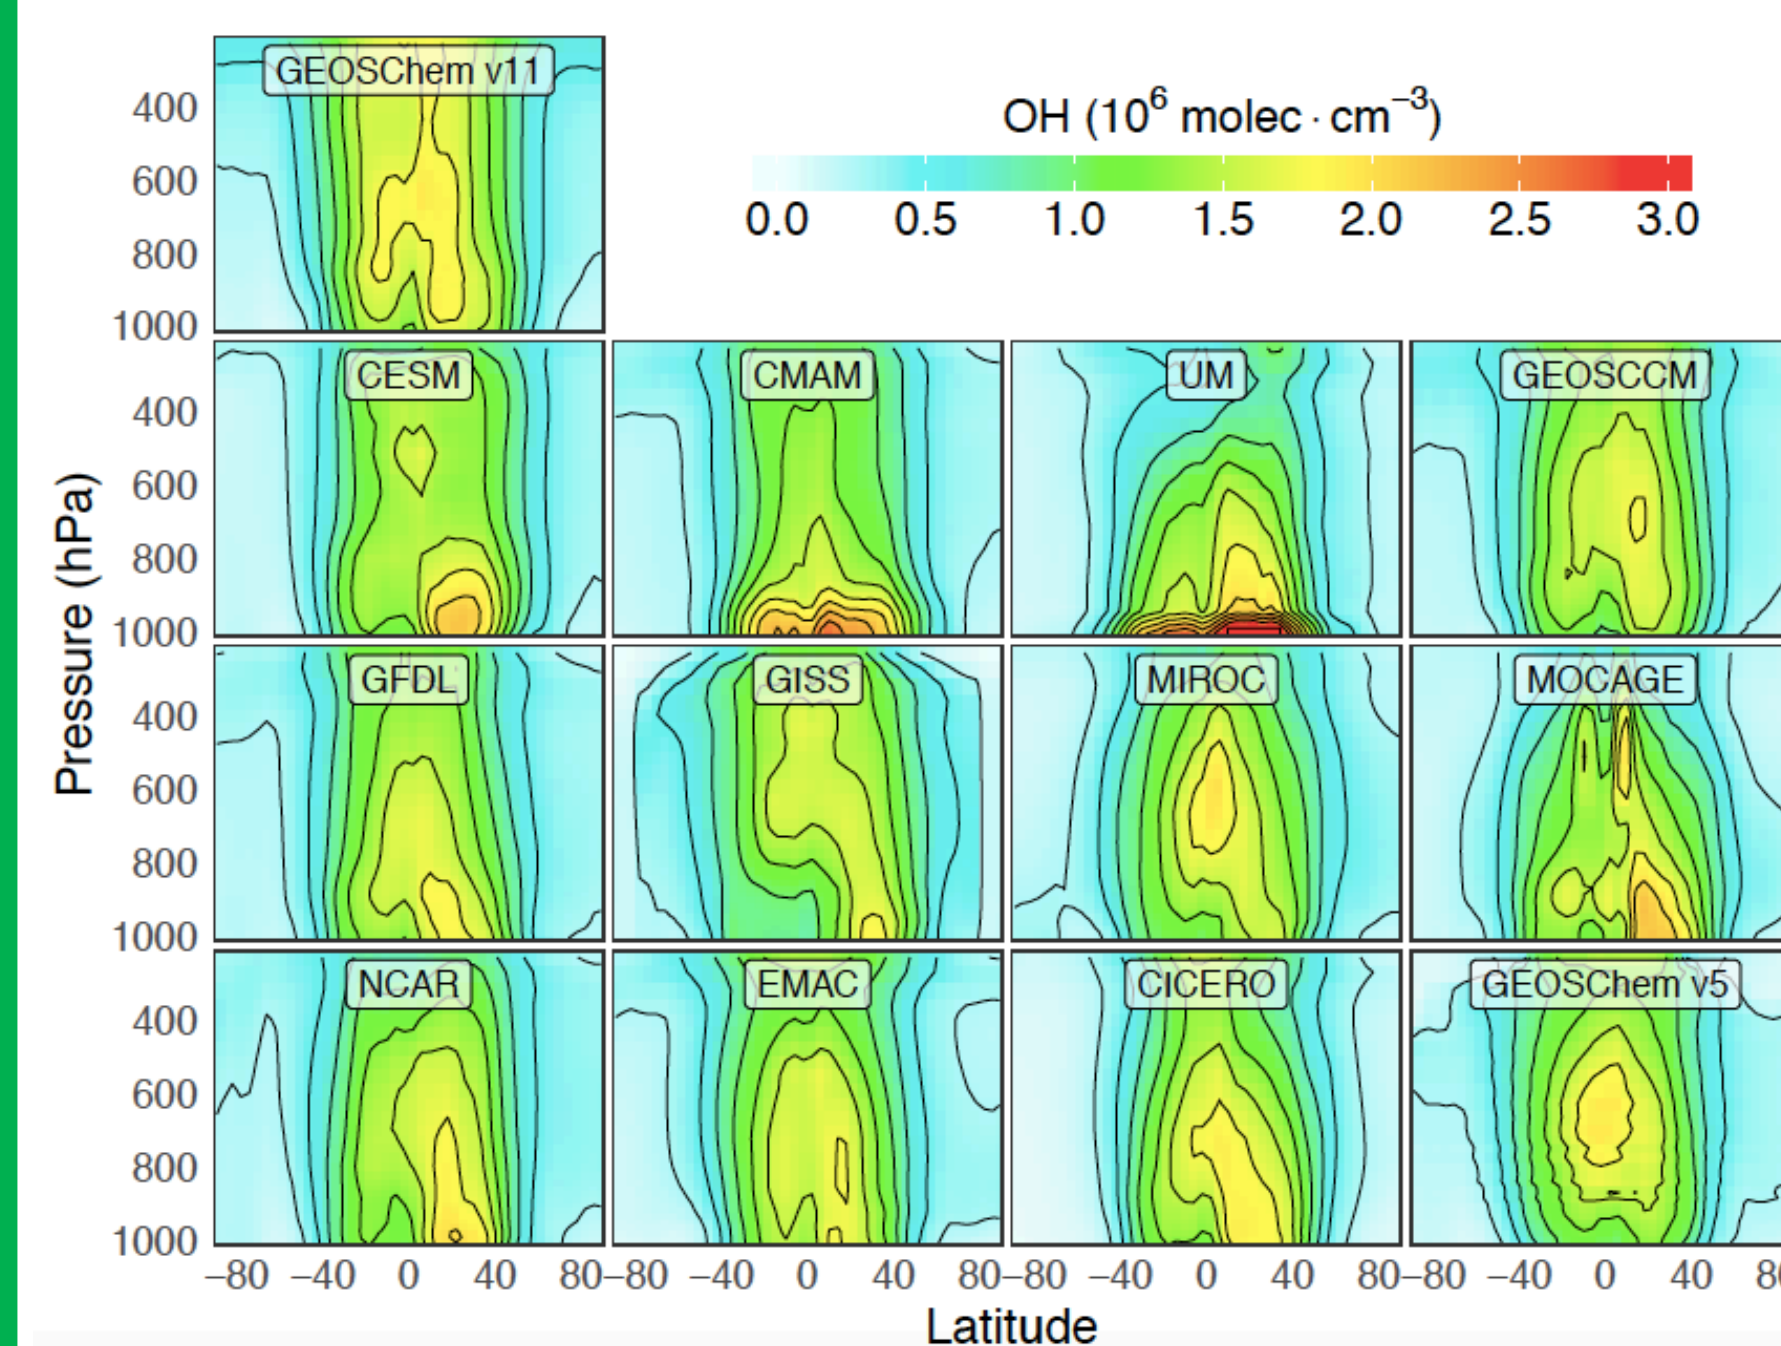 GEOSChem v11
OH (10⁶ molec · cm⁻³)
0.0 0.5 1.0 1.5 2.0 2.5 3.0
400
600
800
1000
CESM CMAM UM GEOSCCM
400
600
800
1000
GFDL GISS MIROC MOCAGE
400
600
800
1000
NCAR EMAC CICERO GEOSChem v5
400
600
800
1000
Pressure (hPa)
−80 −40 0 40 80 −80 −40 0 40 80 −80 −40 0 40 80 −80 −40 0 40
Latitude